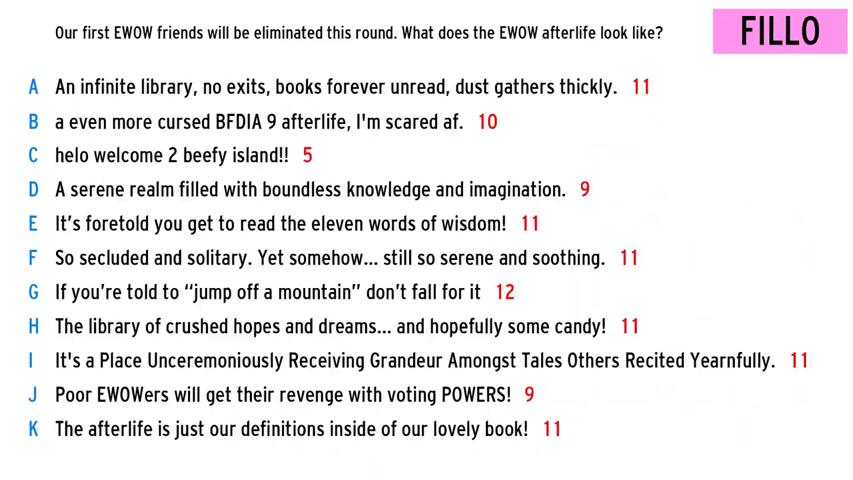 Our first EWOW friends will be eliminated this round. What does the EWOW afterlife look like?
FILLO
A An infinite library, no exits, books forever unread, dust gathers thickly. 11
B a even more cursed BFDIA 9 afterlife, I'm scared af. 10
C helo welcome 2 beefy island!! 5
D A serene realm filled with boundless knowledge and imagination. 9
E It's foretold you get to read the eleven words of wisdom! 11
F So secluded and solitary. Yet somehow... still so serene and soothing. 11
G If you're told to “jump off a mountain” don't fall for it 12
H The library of crushed hopes and dreams... and hopefully some candy! 11
I It's a Place Unceremoniously Receiving Grandeur Amongst Tales Others Recited Yearnfully. 11
J Poor EWOWers will get their revenge with voting POWERS! 9
K The afterlife is just our definitions inside of our lovely book! 11